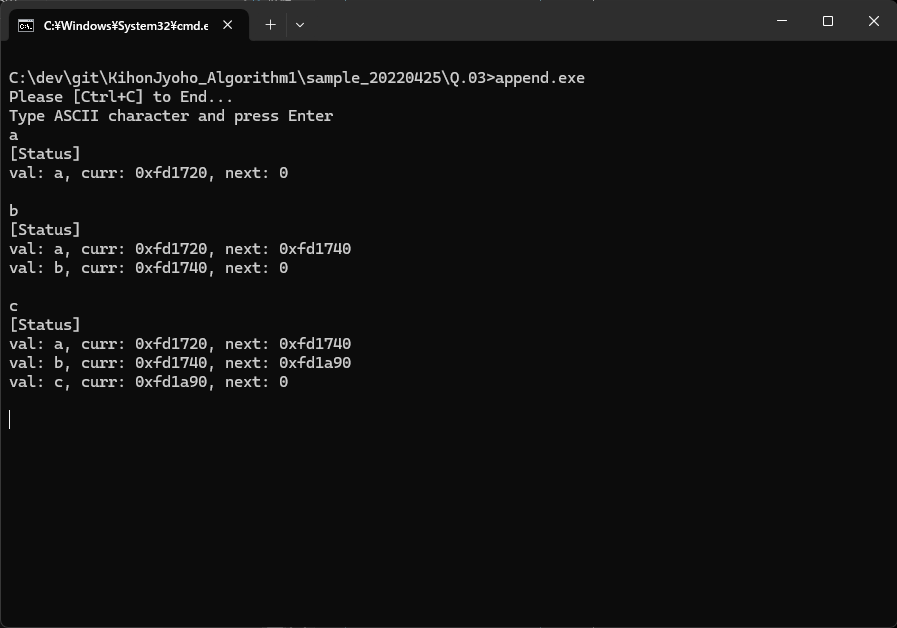 C:¥Windows¥System32¥cmd.e
C:\dev\git\KihonJyoho_Algorithm1\sample_20220425\Q.03>append.exe
Please [Ctrl+C] to End...
Type ASCII character and press Enter
a
[Status]
val: a, curr: 0xfd1720, next: 0
b
[Status]
val: a, curr: 0xfd1720, next: 0xfd1740
val: b, curr: 0xfd1740, next: 0
c
[Status]
val: a, curr: 0xfd1720, next: 0xfd1740
val: b, curr: 0xfd1740, next: 0xfd1a90
val: c, curr: 0xfd1a90, next: 0